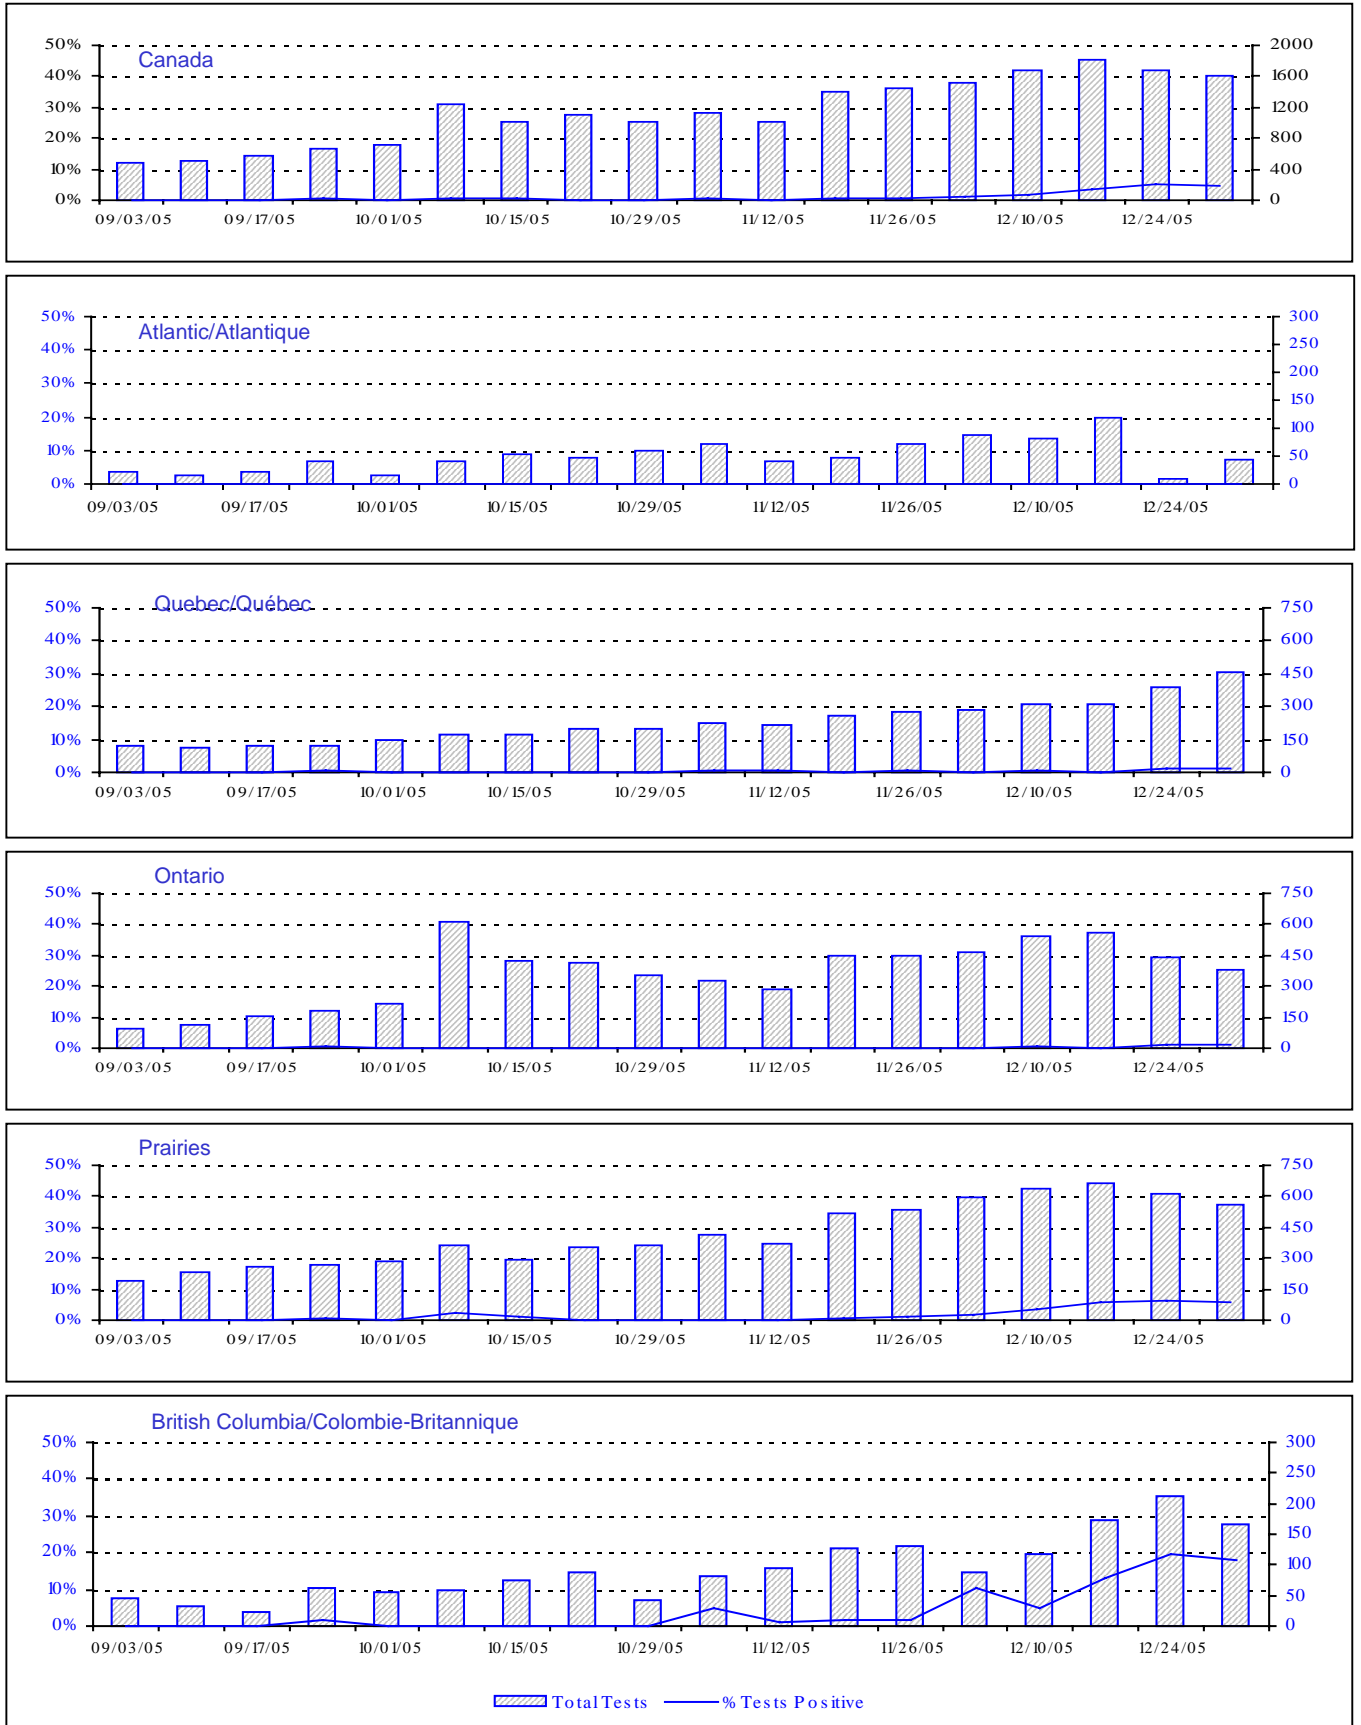 Canada
50% 2000
40% 1600
30% 1200
20% 800
10% 400
0% 0
09/03/05 09/17/05 10/01/05 10/15/05 10/29/05 11/12/05 11/26/05 12/10/05 12/24/05
Atlantic/Atlantique
50% 300
40% 250
30% 200
20% 150
10% 100
0% 50
0
09/03/05 09/17/05 10/01/05 10/15/05 10/29/05 11/12/05 11/26/05 12/10/05 12/24/05
Quebec/Québec
50% 750
40% 600
30% 450
20% 300
10% 150
0% 0
09/03/05 09/17/05 10/01/05 10/15/05 10/29/05 11/12/05 11/26/05 12/10/05 12/24/05
Ontario
50% 750
40% 600
30% 450
20% 300
10% 150
0% 0
09/03/05 09/17/05 10/01/05 10/15/05 10/29/05 11/12/05 11/26/05 12/10/05 12/24/05
Prairies
50% 750
40% 600
30% 450
20% 300
10% 150
0% 0
09/03/05 09/17/05 10/01/05 10/15/05 10/29/05 11/12/05 11/26/05 12/10/05 12/24/05
British Columbia/Colombie-Britannique
50% 300
40% 250
30% 200
20% 150
10% 100
0% 50
0
09/03/05 09/17/05 10/01/05 10/15/05 10/29/05 11/12/05 11/26/05 12/10/05 12/24/05
Total Tests % Tests Positive